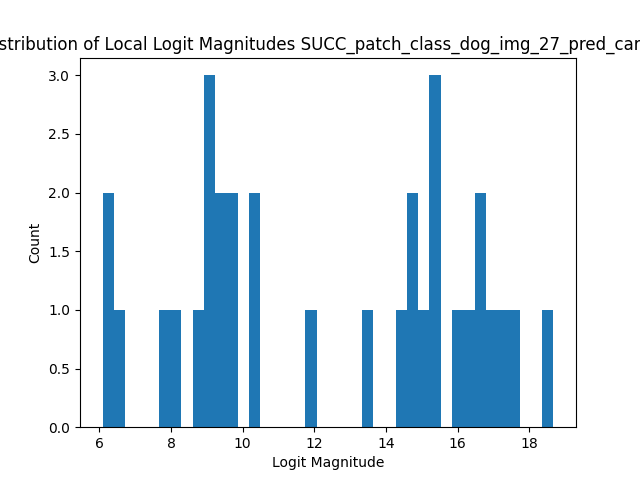 stribution of Local Logit Magnitudes SUCC_patch_class_dog_img_27_pred_car
3.0
2.5
2.0
1.5
1.0
0.5
0.0
Count
6 8 10 12 14 16 18
Logit Magnitude